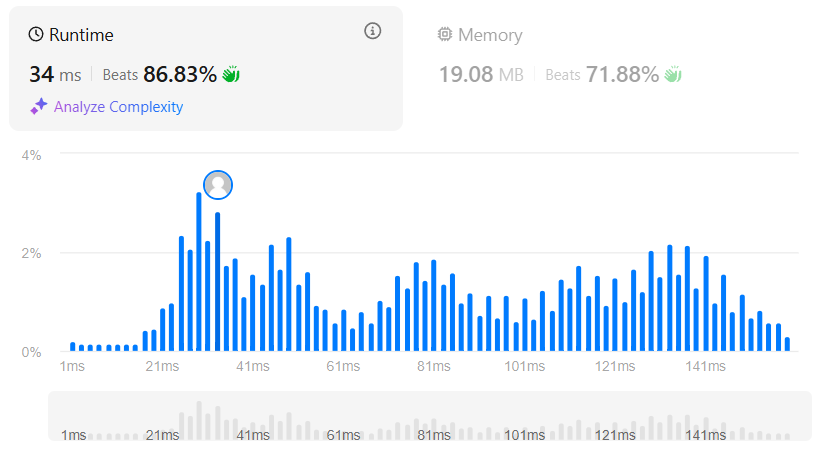 Runtime
34 ms Beats 86.83%
Analyze Complexity
Memory
19.08 MB Beats 71.88%
4%
2%
0%
1ms 21ms 41ms 61ms 81ms 101ms 121ms 141ms
1ms 21ms 41ms 61ms 81ms 101ms 121ms 141ms